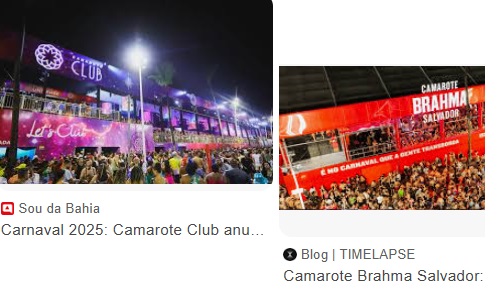 CAMAROTE
CLUB
Let's Club
Sou da Bahia
Carnaval 2025: Camarote Club anu...
CAMAROTE
BRAHMA
SALVADOR
É NO CARNAVAL QUE A GENTE TRANSBORDA
Blog | TIMELAPSE
Camarote Brahma Salvador: